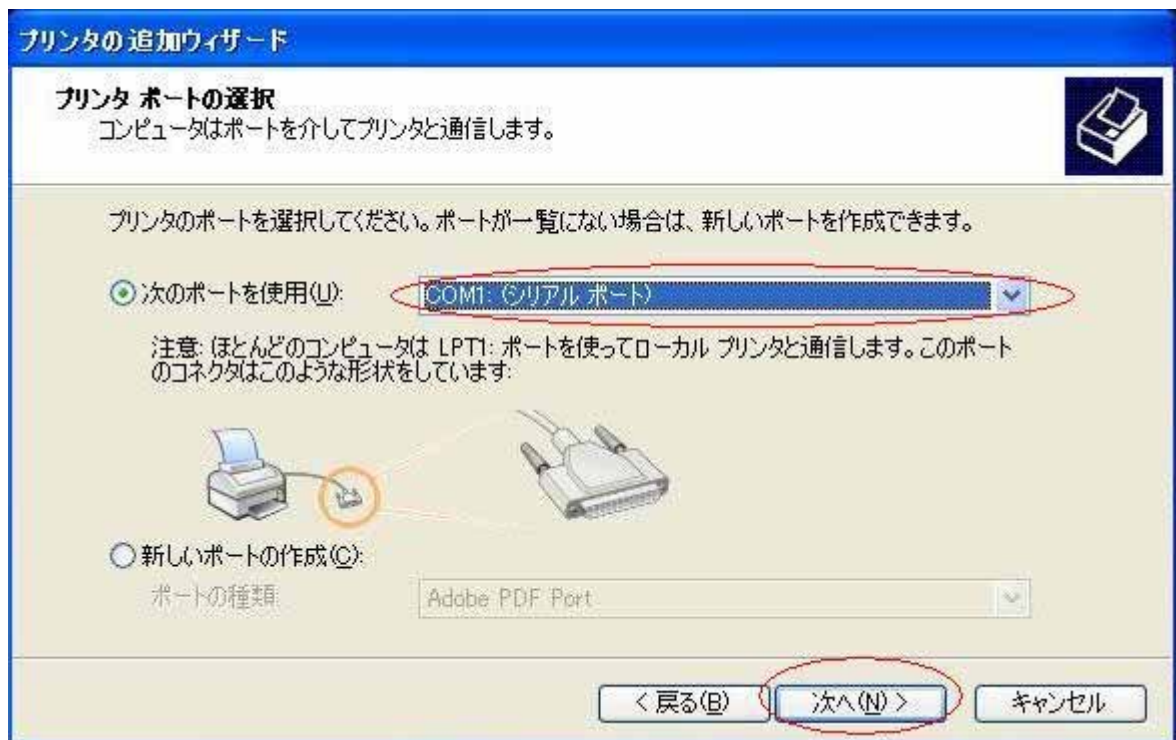 プリンタの追加ウィザード
プリンタ ポートの選択
コンピュータはポートを介してプリンタと通信します。
プリンタのポートを選択してください。ポートが一覧にない場合は、新しいポートを作成できます。
次のポートを使用(U): COM1: (シリアル ポート)
注意: ほとんどのコンピュータは LPT1: ポートを使ってローカル プリンタと通信します。このポート
のコネクタはこのような形状をしています:
新しいポートの作成(C):
ポートの種類: Adobe PDF Port
< 戻る(B) 次へ(N) > キャンセル